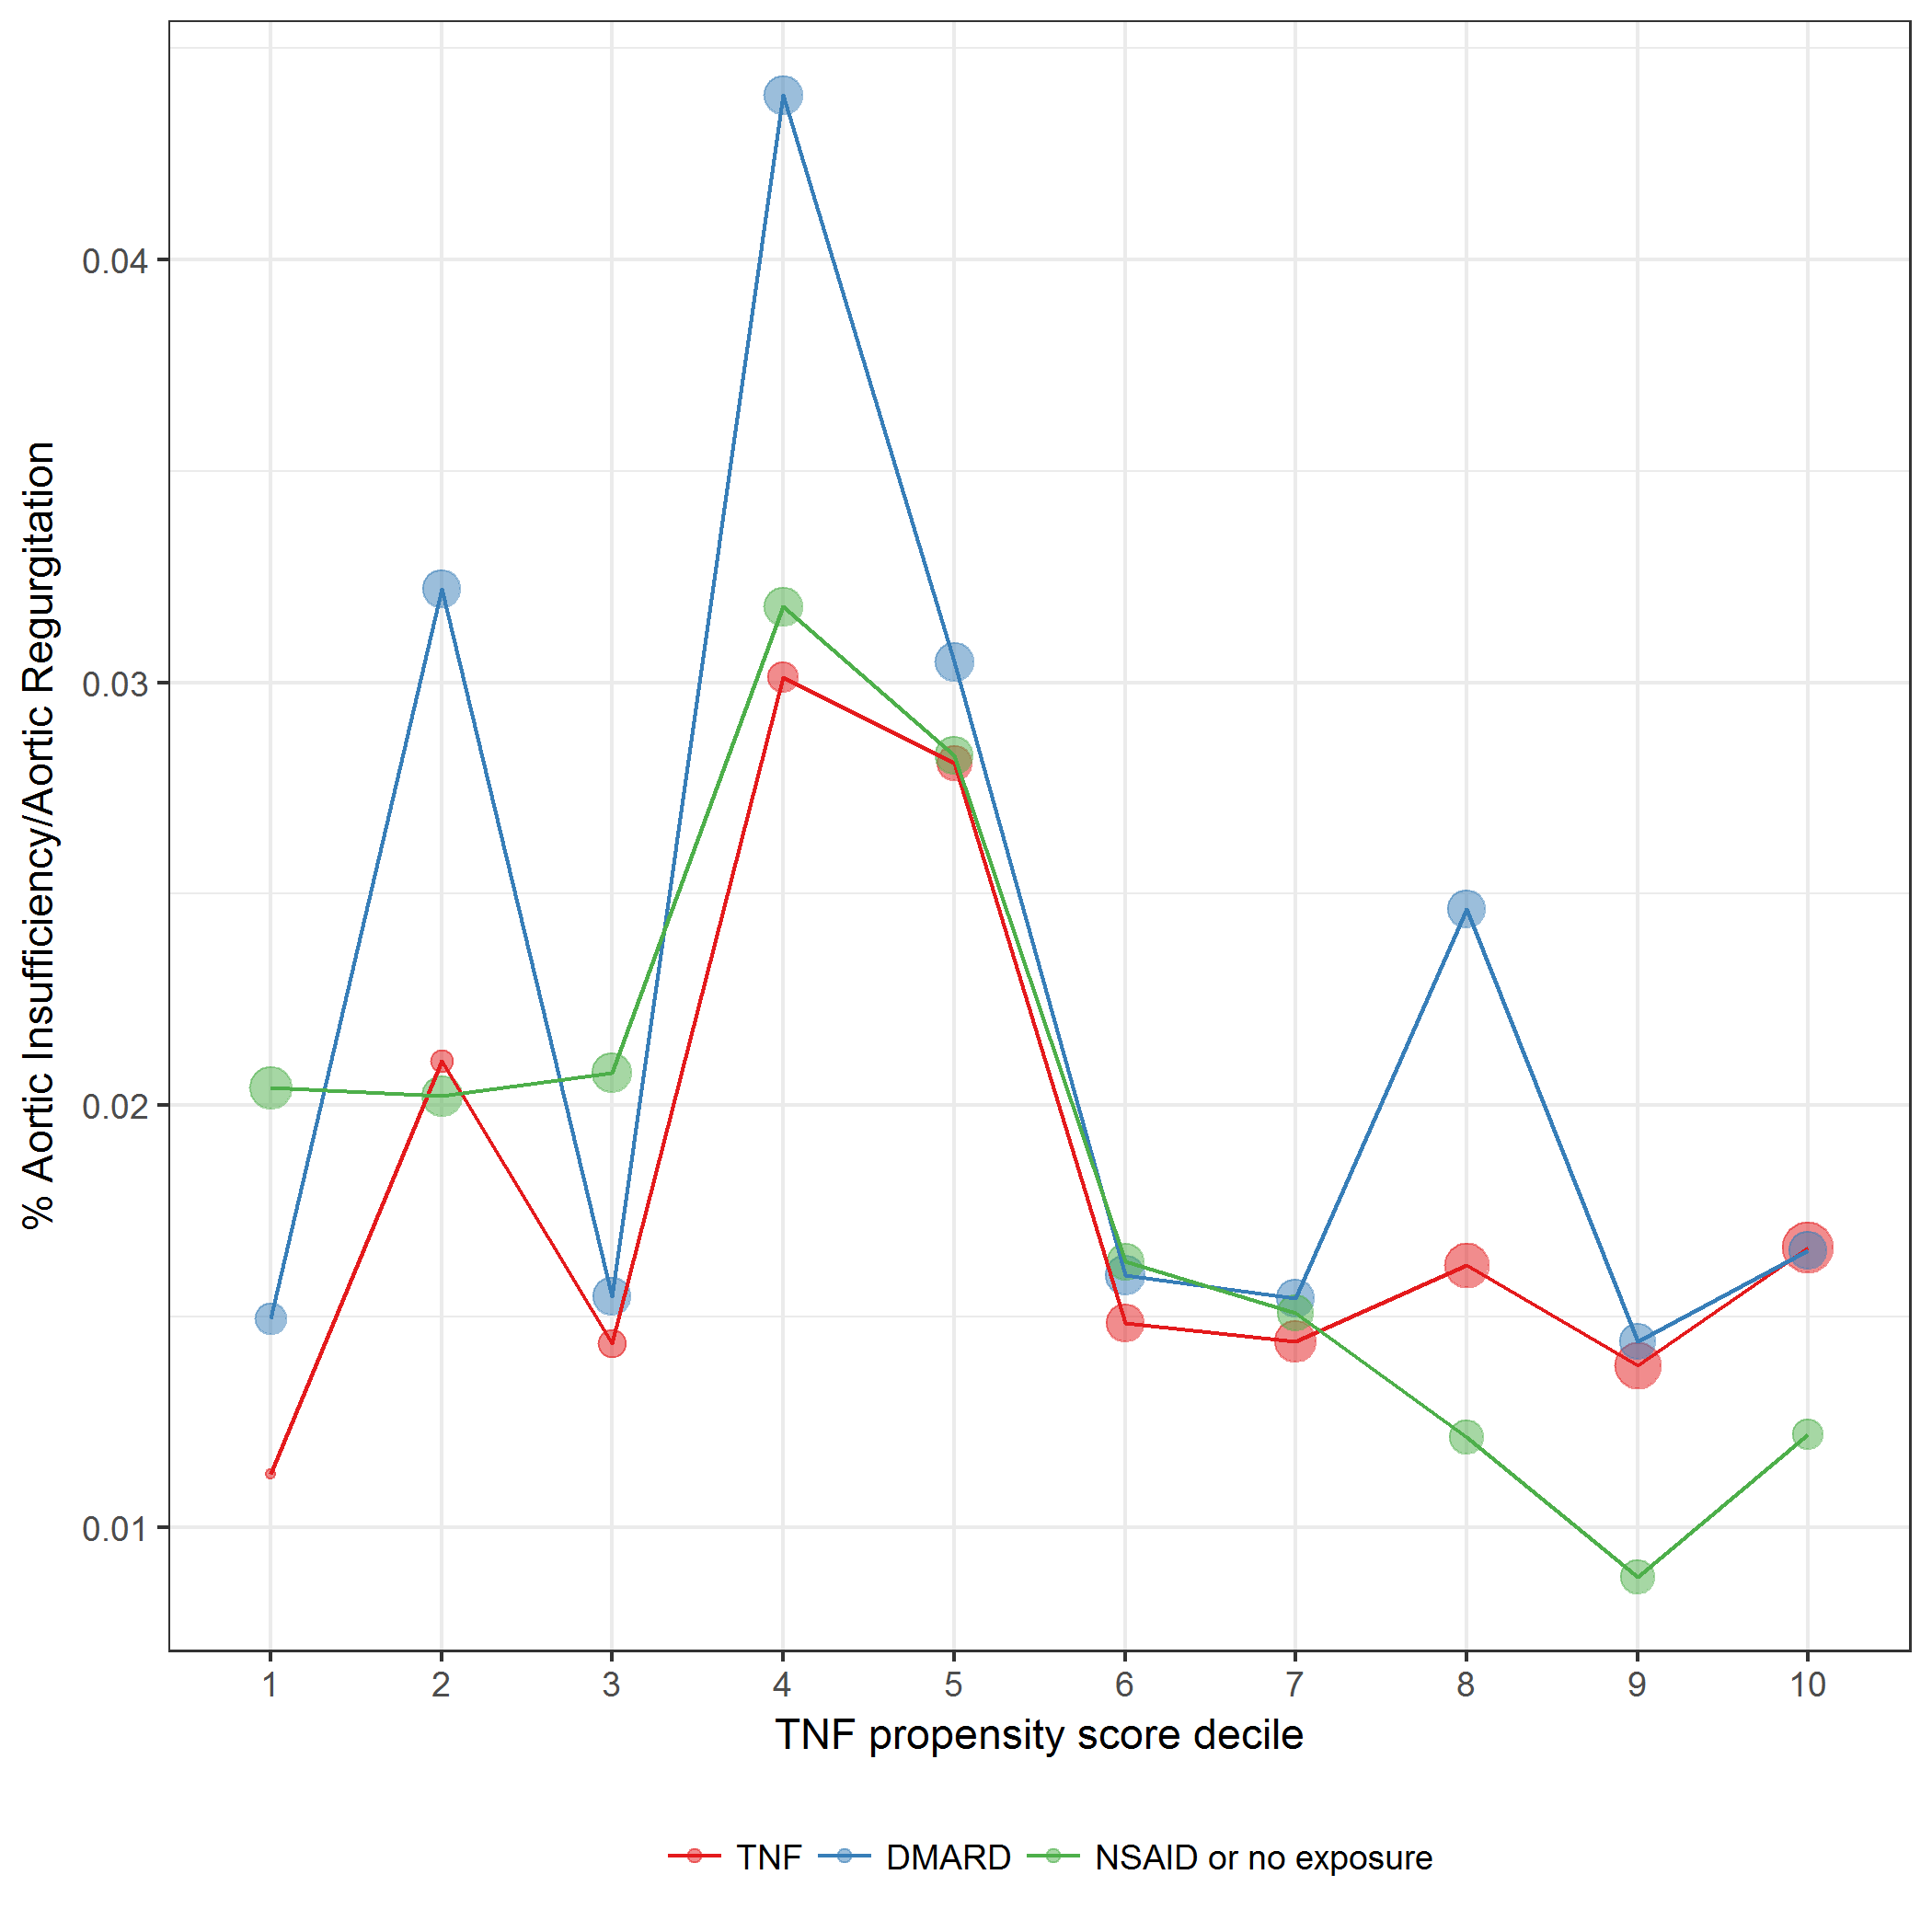 % Aortic Insufficiency/Aortic Regurgitation
0.04
0.03
0.02
0.01
1 2 3 4 5 6 7 8 9 10
TNF propensity score decile
TNF DMARD NSAID or no exposure